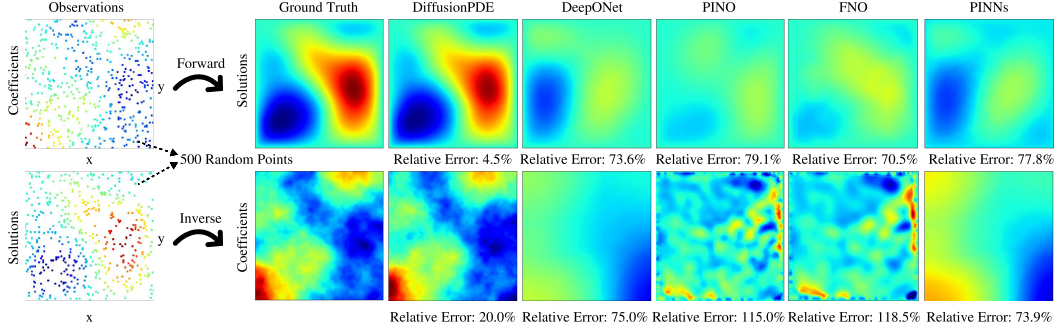 Observations
Ground Truth
DiffusionPDE
DeepONet
PINO
FNO
PINNs
Coefficients
y
x
Forward
Solutions
500 Random Points
Relative Error: 4.5%
Relative Error: 73.6%
Relative Error: 79.1%
Relative Error: 70.5%
Relative Error: 77.8%
Solutions
y
x
Inverse
Coefficients
Relative Error: 20.0%
Relative Error: 75.0%
Relative Error: 115.0%
Relative Error: 118.5%
Relative Error: 73.9%